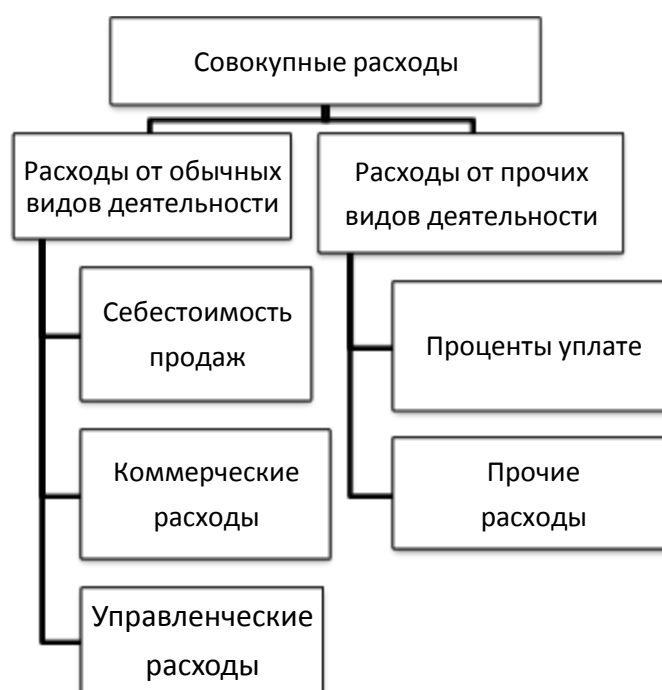 Совокупные расходы
Расходы от обычных
видов деятельности
Расходы от прочих
видов деятельности
Себестоимость
продаж
Проценты уплате
Коммерческие
расходы
Прочие
расходы
Управленческие
расходы